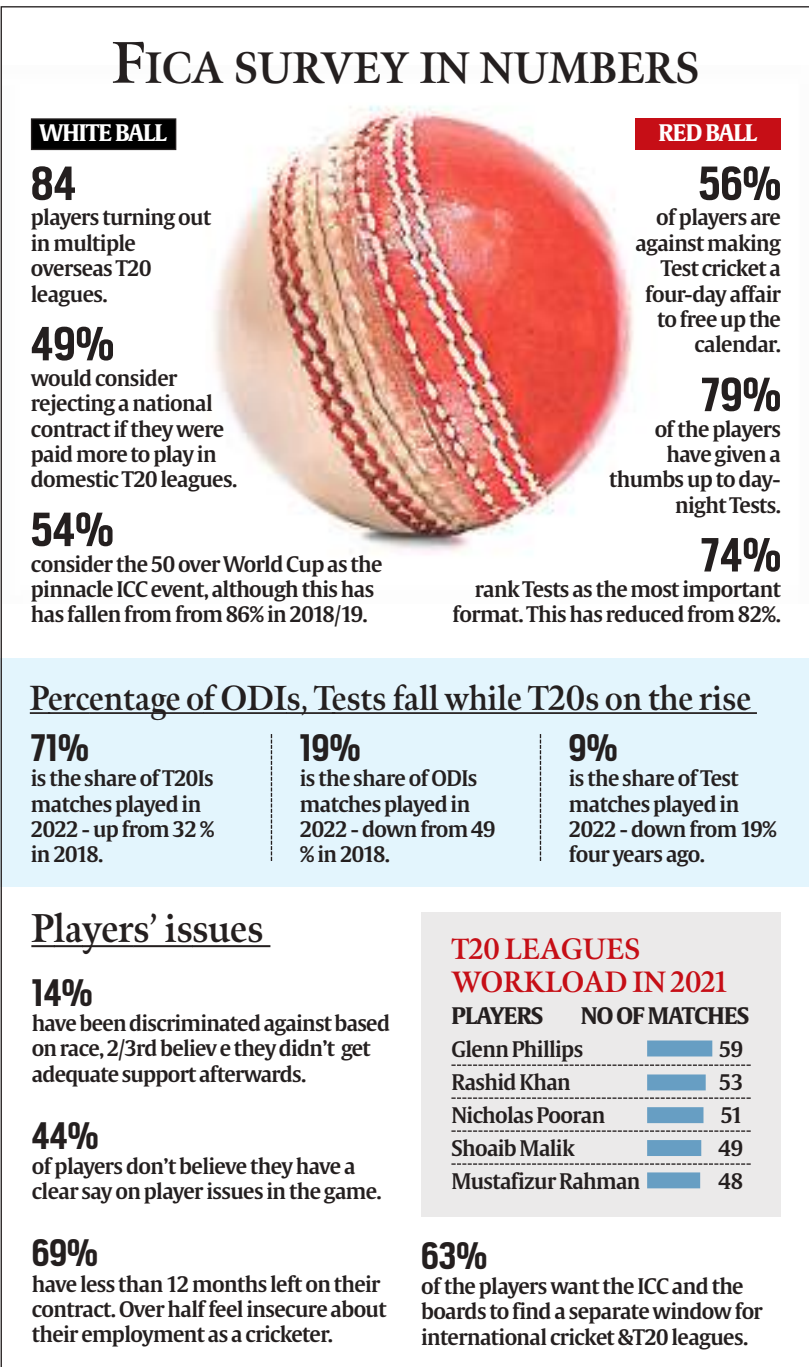 FICA SURVEY IN NUMBERS
WHITE BALL
84
players turning out
in multiple
overseas T20
leagues.
49%
would consider
rejecting a national
contract if they were
paid more to play in
domestic T20 leagues.
54%
consider the 50 over World Cup as the
pinnacle ICC event, although this has
has fallen from from 86% in 2018/19.
RED BALL
56%
of players are
against making
Test cricket a
four-day affair
to free up the
calendar.
79%
of the players
have given a
thumbs up to day-
night Tests.
74%
rank Tests as the most important
format. This has reduced from 82%.
Percentage of ODIs, Tests fall while T20s on the rise
71%
is the share of T20Is
matches played in
2022 - up from 32 %
in 2018.
19%
is the share of ODIs
matches played in
2022 - down from 49
% in 2018.
9%
is the share of Test
matches played in
2022 - down from 19%
four years ago.
Players' issues
14%
have been discriminated against based
on race, 2/3rd believ e they didn't get
adequate support afterwards.
44%
of players don't believe they have a
clear say on player issues in the game.
69%
have less than 12 months left on their
contract. Over half feel insecure about
their employment as a cricketer.
T20 LEAGUES
WORKLOAD IN 2021
PLAYERS NO OF MATCHES
Glenn Phillips 59
Rashid Khan 53
Nicholas Pooran 51
Shoaib Malik 49
Mustafizur Rahman 48
63%
of the players want the ICC and the
boards to find a separate window for
international cricket &T20 leagues.